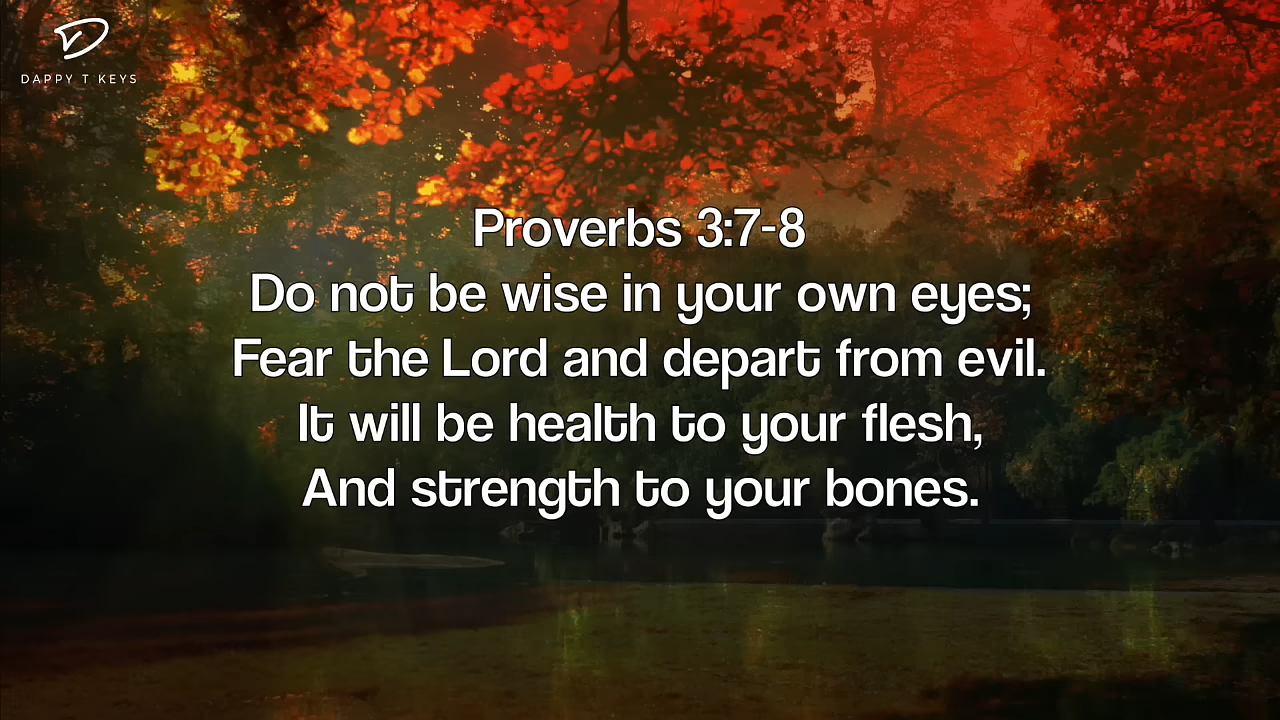 DAPPY T KEYS
Proverbs 3:7-8
Do not be wise in your own eyes;
Fear the Lord and depart from evil.
It will be health to your flesh,
And strength to your bones.